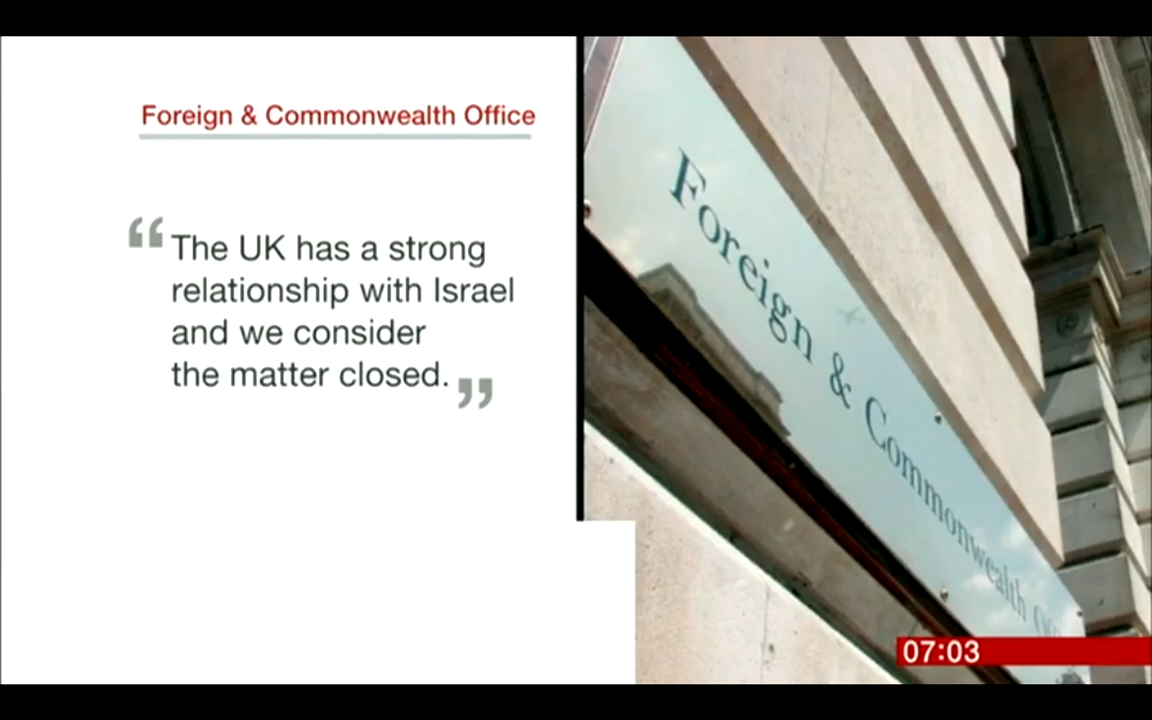 Foreign & Commonwealth Office
“The UK has a strong
relationship with Israel
and we consider
the matter closed.”
Foreign & Commonwealth
07:03